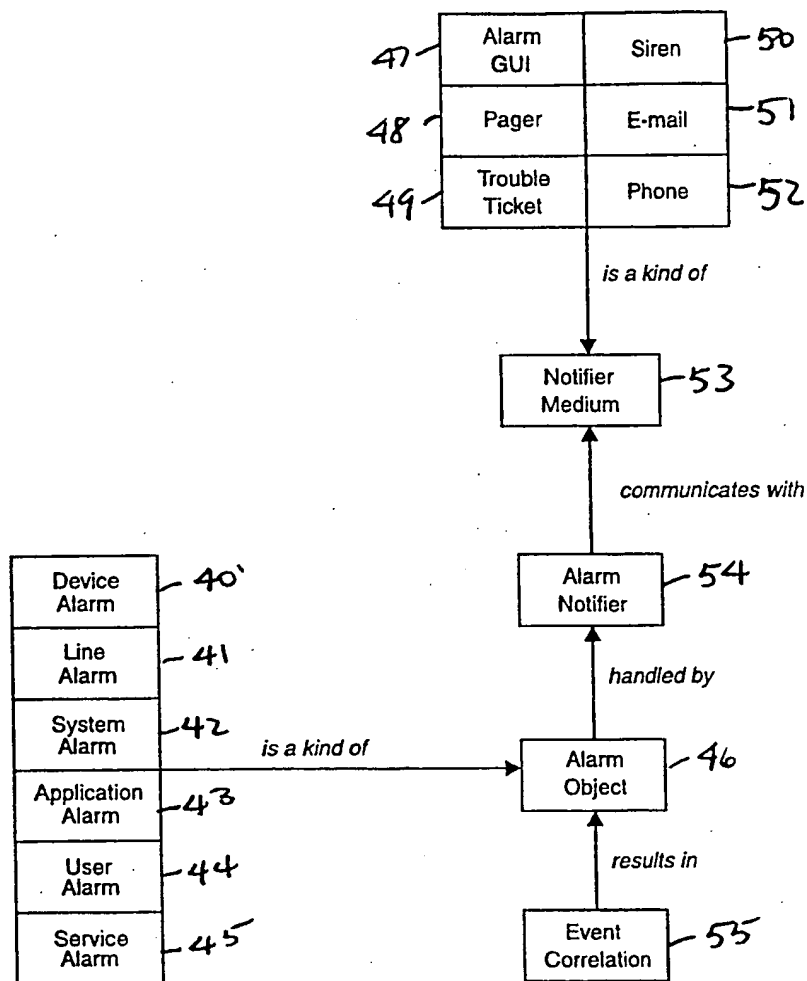 47
Alarm
GUI
Siren
50
48
Pager
E-mail
51
49
Trouble
Ticket
Phone
52
is a kind of
Notifier
Medium
53
communicates with
Device
Alarm
40
Alarm
Notifier
54
Line
Alarm
41
handled by
System
Alarm
42
is a kind of
Alarm
Object
46
Application
Alarm
43
User
Alarm
44
results in
Service
Alarm
45
Event
Correlation
55